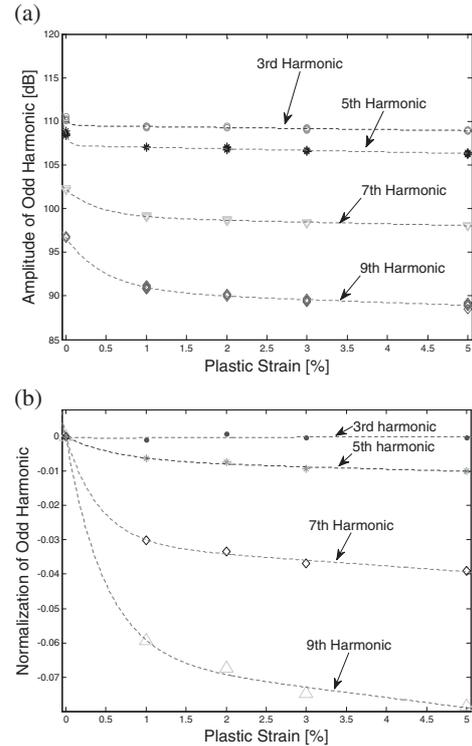 (a)
120
115
110
105
100
95
90
85
Amplitude of Odd Harmonic [dB]
3rd Harmonic
5th Harmonic
7th Harmonic
9th Harmonic
0 0.5 1 1.5 2 2.5 3 3.5 4 4.5 5
Plastic Strain [%]
(b)
0
-0.01
-0.02
-0.03
-0.04
-0.05
-0.06
-0.07
Normalization of Odd Harmonic
3rd harmonic
5th harmonic
7th Harmonic
9th Harmonic
0 0.5 1 1.5 2 2.5 3 3.5 4 4.5 5
Plastic Strain [%]